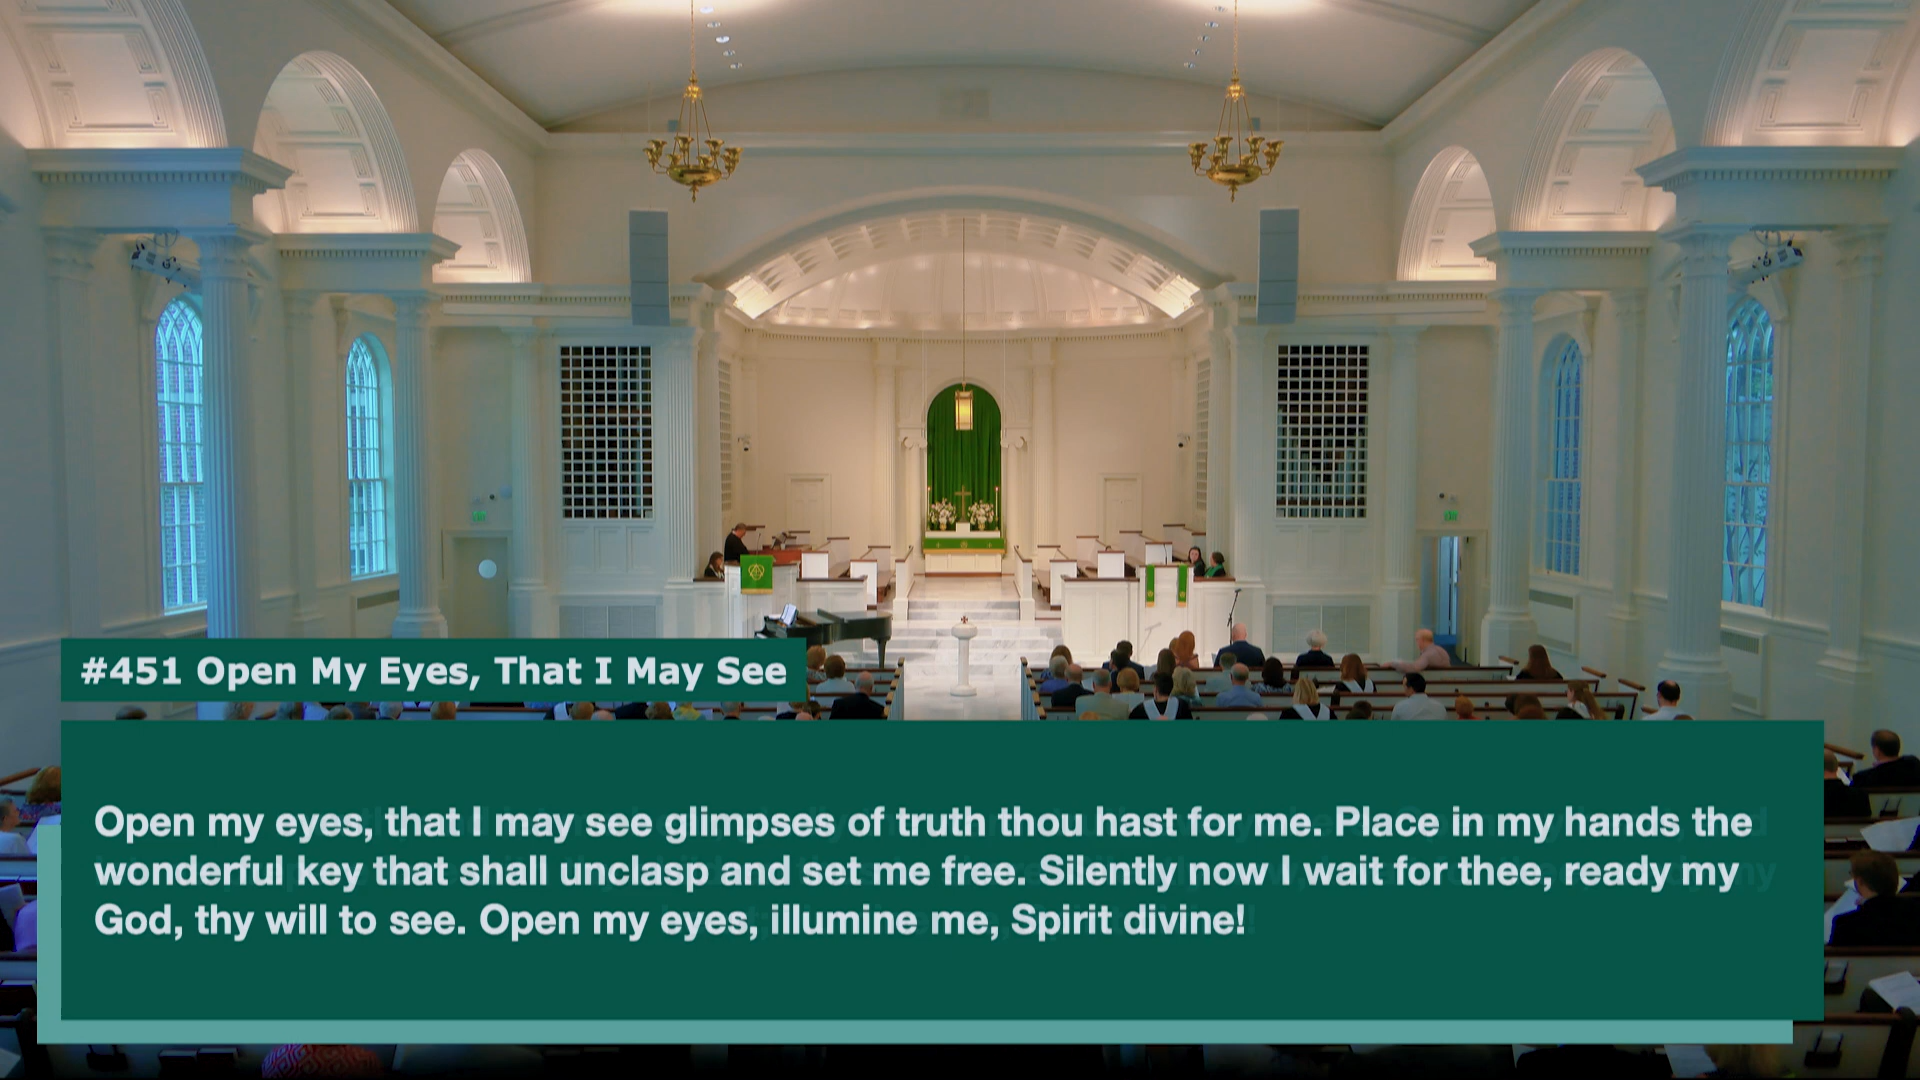 #451 Open My Eyes, That I May See
Open my eyes, that I may see glimpses of truth thou hast for me. Place in my hands the
wonderful key that shall unclasp and set me free. Silently now I wait for thee, ready my
God, thy will to see. Open my eyes, illumine me, Spirit divine!